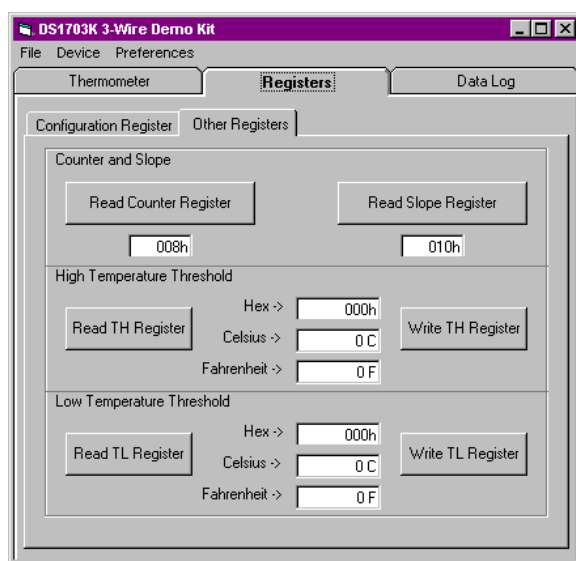 DS1703K 3-Wire Demo Kit
File Device Preferences
Thermometer Registers Data Log
Configuration Register Other Registers
Counter and Slope
Read Counter Register Read Slope Register
008h 010h
High Temperature Threshold
Hex -> 000h
Read TH Register Write TH Register
Celsius -> 0 C
Fahrenheit -> 0 F
Low Temperature Threshold
Hex -> 000h
Read TL Register Write TL Register
Celsius -> 0 C
Fahrenheit -> 0 F